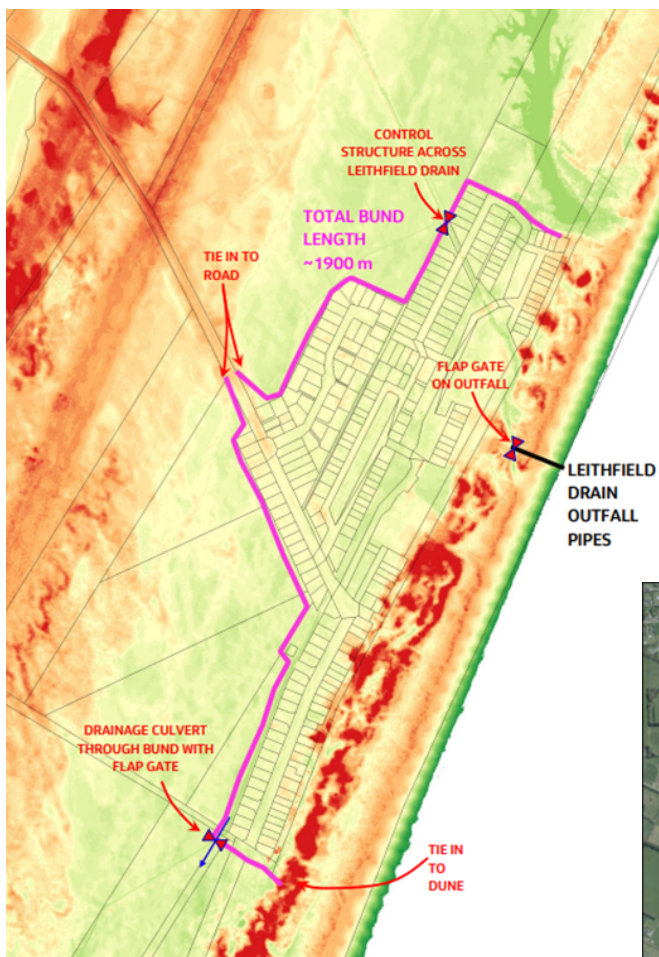 CONTROL
STRUCTURE ACROSS
LEITHFIELD DRAIN
TOTAL BUND
LENGTH
~1900 m
TIE IN TO
ROAD
FLAP GATE
ON OUTFALL
LEITHFIELD
DRAIN
OUTFALL
PIPES
DRAINAGE CULVERT
THROUGH BUND WITH
FLAP GATE
TIE IN
TO
DUNE